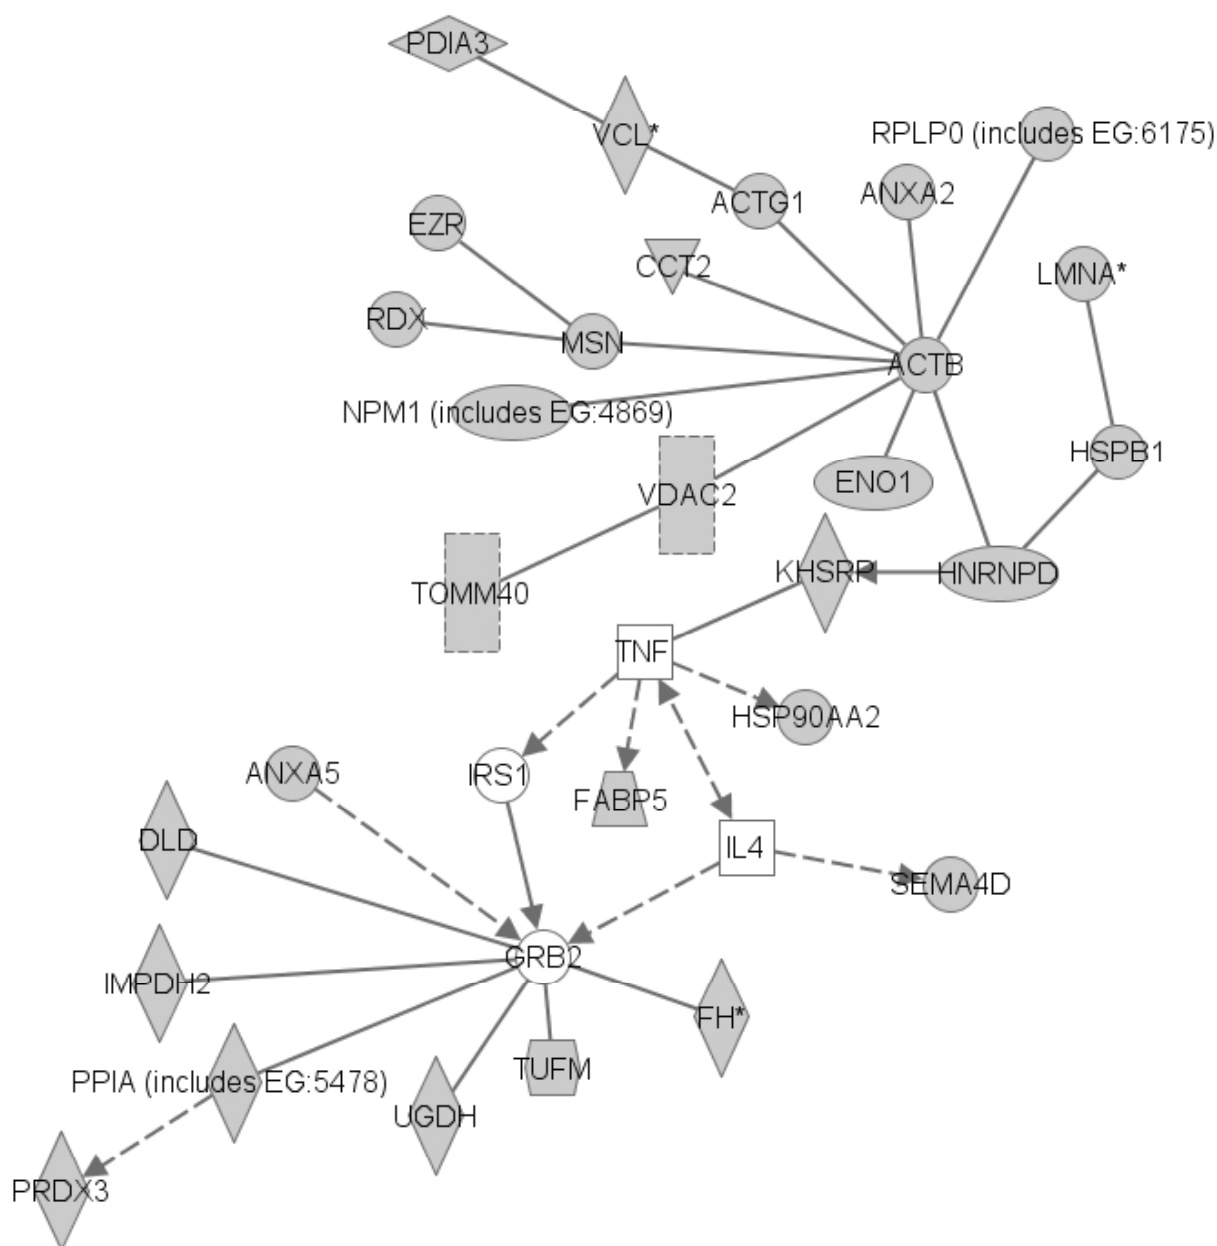 PDIA3
VCL*
RPLP0 (includes EG:6175)
ACTG1
ANXA2
EZR
CCT2
LMNA*
RDX
MSN
ACTB
NPM1 (includes EG:4869)
HSPB1
VDAC2
ENO1
KHSRP
HNRNPD
TOMM40
TNF
HSP90AA2
ANXA5
IRS1
FABP5
DLD
IL4
SEMA4D
GRB2
IMPDH2
FH*
TUFM
PPIA (includes EG:5478)
UGDH
PRDX3